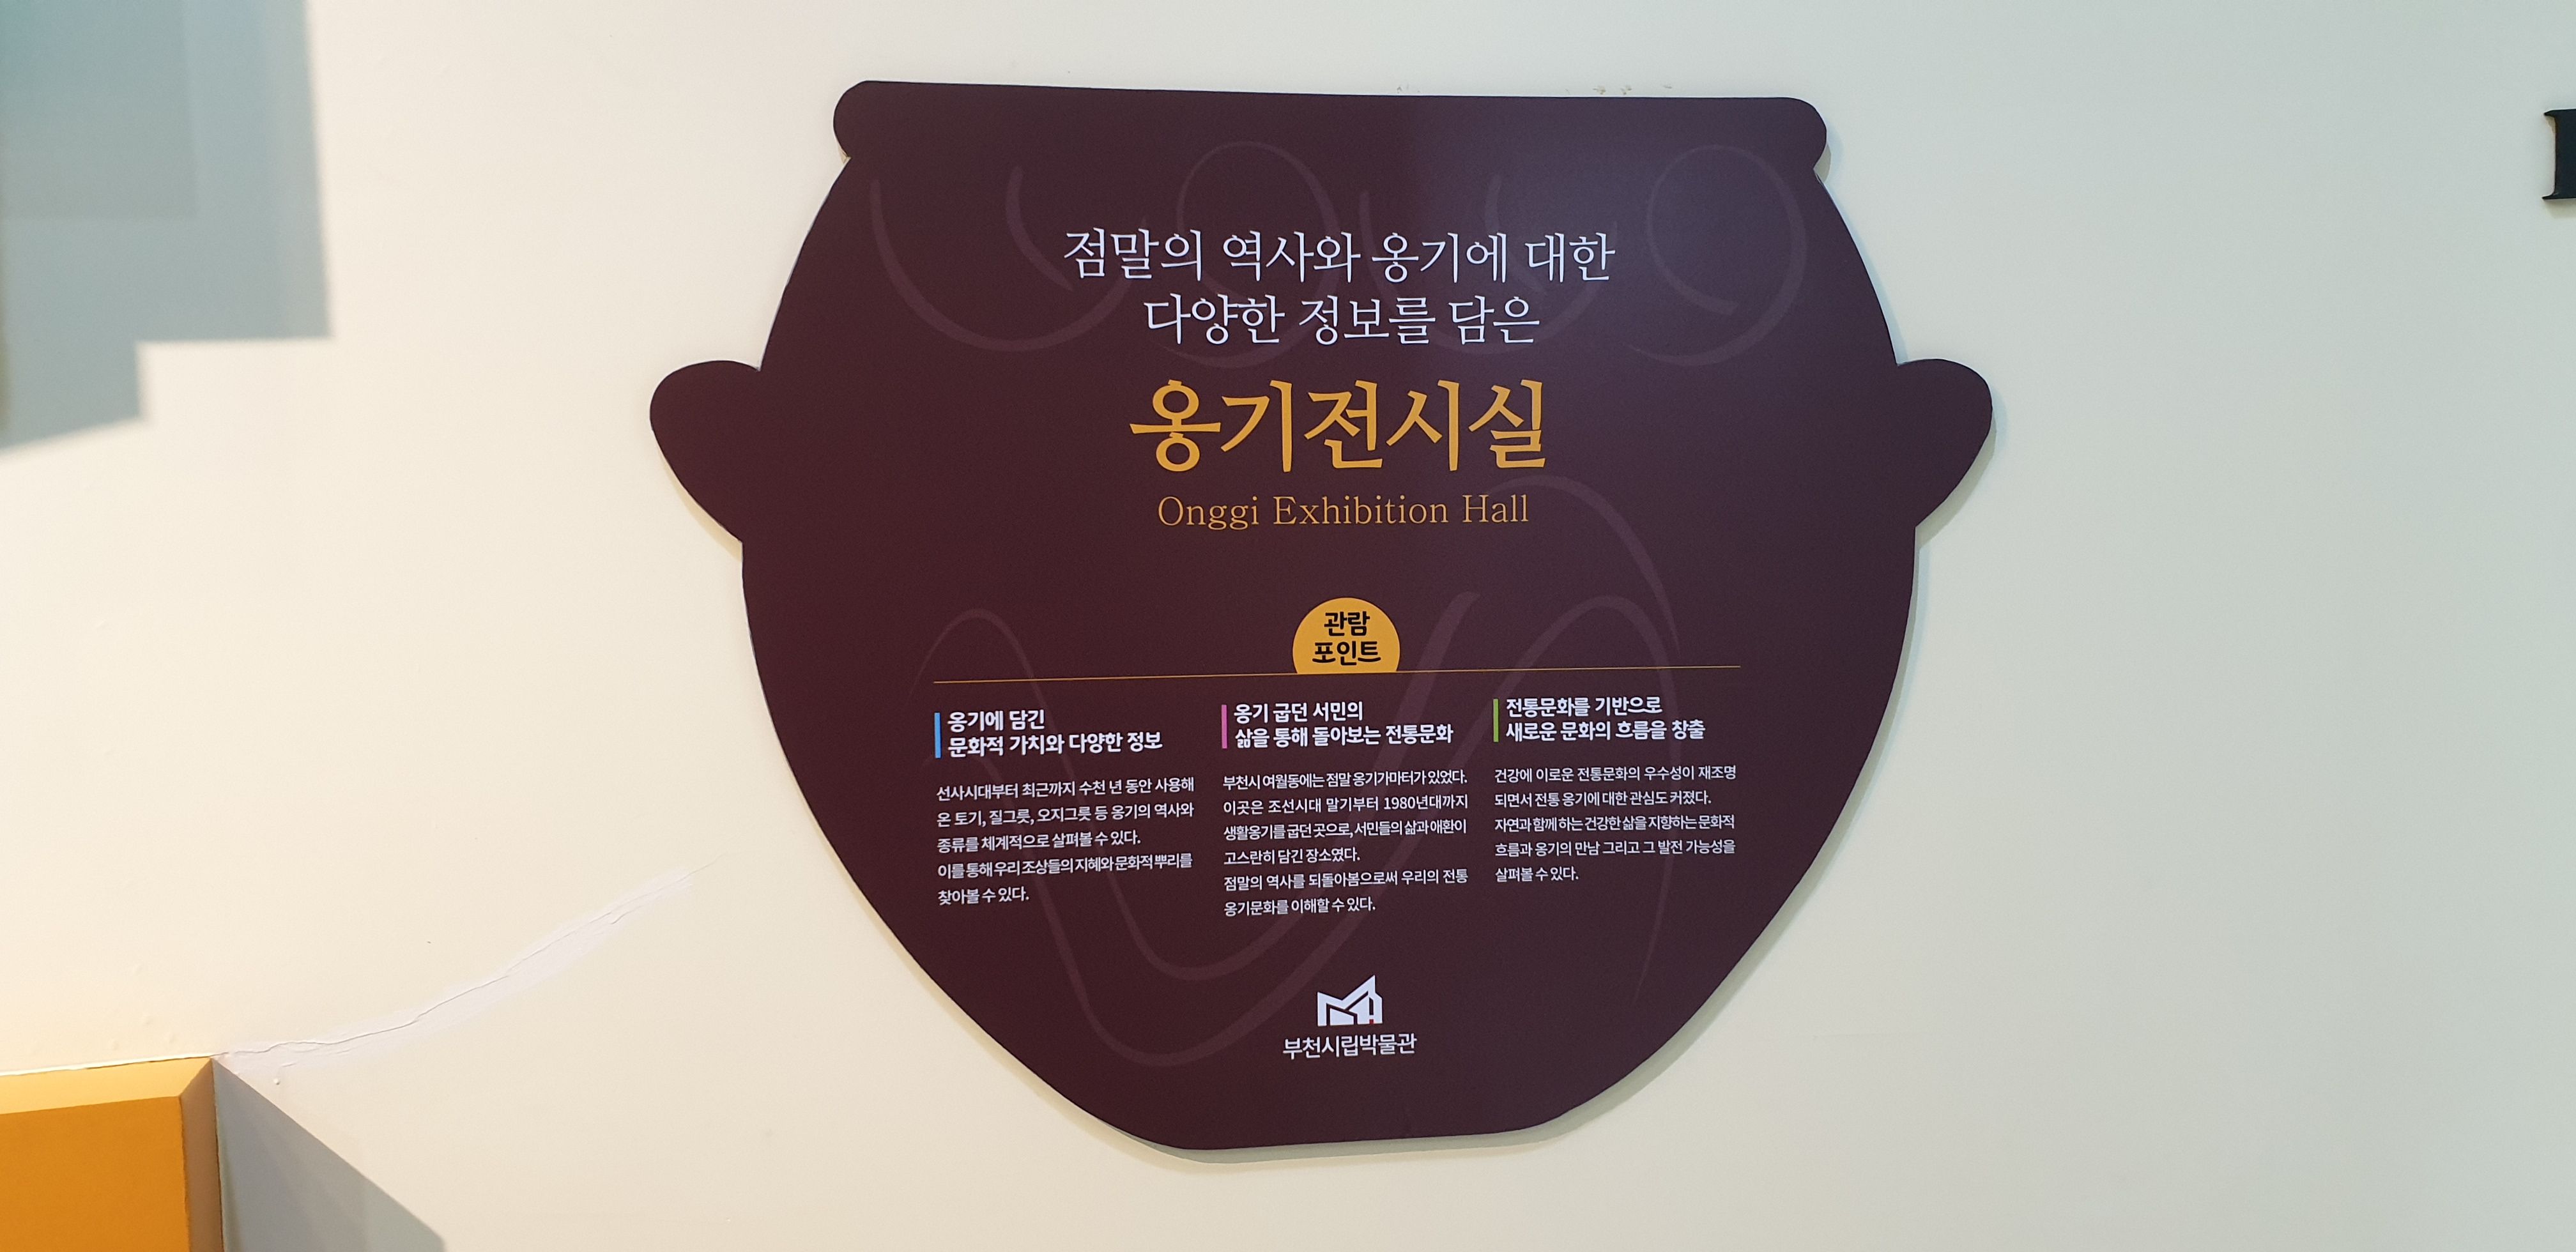 점말의 역사와 옹기에 대한
다양한 정보를 담은
옹기전시실
Onggi Exhibition Hall
관람
포인트
옹기에 담긴
문화적 가치와 다양한 정보
선사시대부터 최근까지 수천 년 동안 사용해
온 토기, 질그릇, 오지그릇 등 옹기의 역사와
종류를 체계적으로 살펴볼 수 있다.
이를 통해 우리 조상들의 지혜와 문화적 뿌리를
찾아볼 수 있다.
옹기 굽던 서민의
삶을 통해 돌아보는 전통문화
부천시 여월동에는 점말 옹기가마터가 있었다.
이곳은 조선시대 말기부터 1980년대까지
생활옹기를 굽던 곳으로, 서민들의 삶과 애환이
고스란히 담긴 장소였다.
점말의 역사를 되돌아봄으로써 우리의 전통
옹기문화를 이해할 수 있다.
전통문화를 기반으로
새로운 문화의 흐름을 창출
건강에 이로운 전통문화의 우수성이 재조명
되면서 전통 옹기에 대한 관심도 커졌다.
자연과 함께 하는 건강한 삶을 지향하는 문화적
흐름과 옹기의 만남 그리고 그 발전 가능성을
살펴볼 수 있다.
부천시립박물관